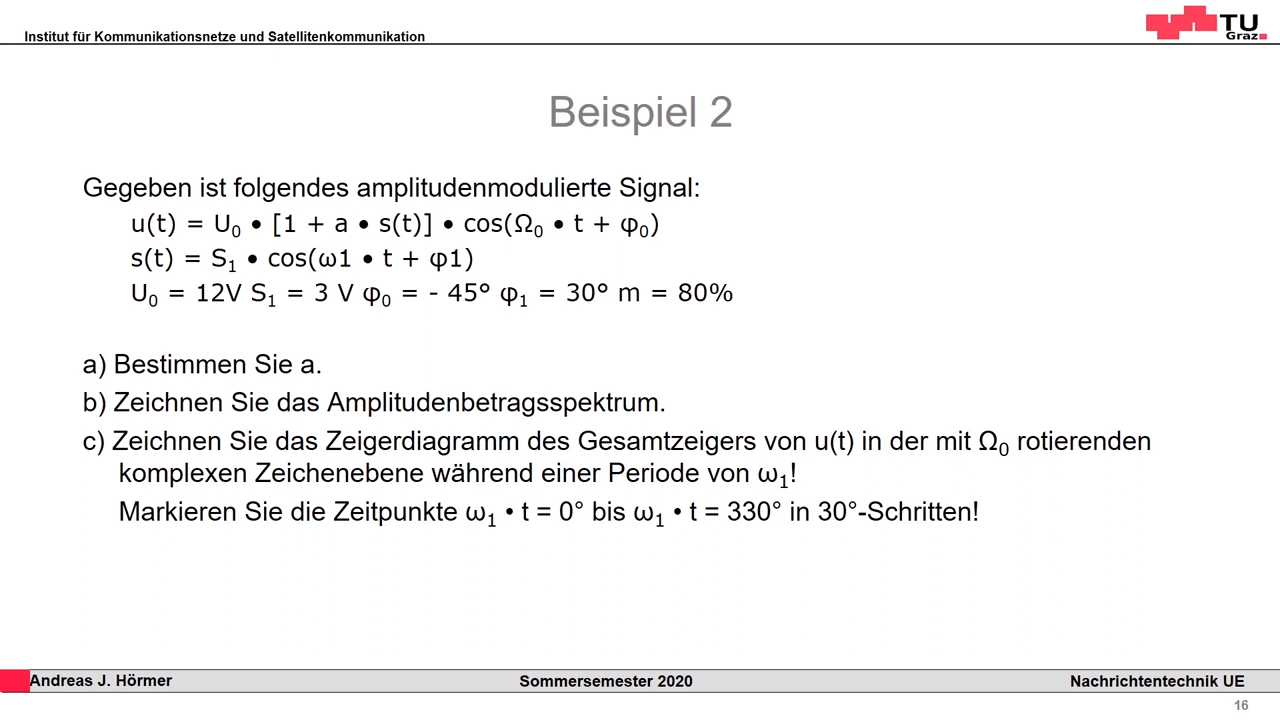 Institut für Kommunikationsnetze und Satellitenkommunikation
TU
Graz
Beispiel 2
Gegeben ist folgendes amplitudenmodulierte Signal:
u(t) = U₀ • [1 + a • s(t)] • cos(Ω₀ • t + φ₀)
s(t) = S₁ • cos(ω1 • t + φ1)
U₀ = 12V S₁ = 3 V φ₀ = - 45° φ₁ = 30° m = 80%
a) Bestimmen Sie a.
b) Zeichnen Sie das Amplitudenbetragsspektrum.
c) Zeichnen Sie das Zeigerdiagramm des Gesamtzeigers von u(t) in der mit Ω₀ rotierenden
komplexen Zeichenebene während einer Periode von ω₁!
Markieren Sie die Zeitpunkte ω₁ • t = 0° bis ω₁ • t = 330° in 30°-Schritten!
Andreas J. Hörmer
Sommersemester 2020
Nachrichtentechnik UE
16